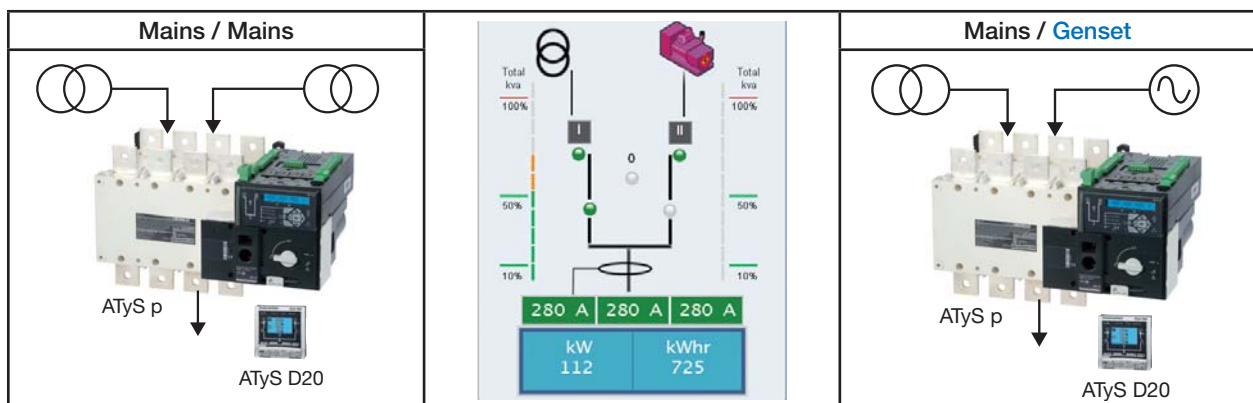 Mains / Mains
ATyS p
ATyS D20
Total
kva
100%
50%
10%
I
II
0
Total
kva
100%
50%
10%
280 A 280 A 280 A
kW
112
kWhr
725
Mains / Genset
ATyS p
ATyS D20